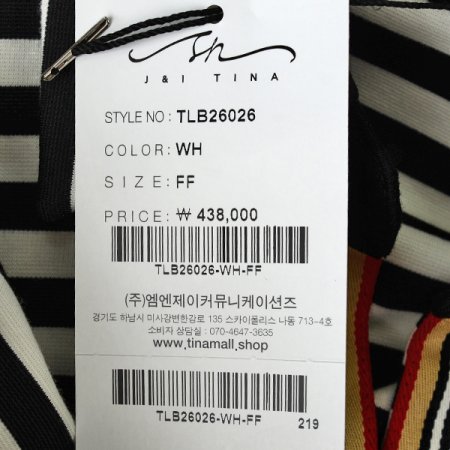 J & I TINA
STYLE NO : TLB26026
COLOR : WH
SIZE : FF
PRICE : ₩ 438,000
TLB26026-WH-FF
(주)엠엔제이커뮤니케이션즈
경기도 하남시 미사강변한강로 135 스카이폴리스 나동 713-4호
소비자 상담실 : 070-4647-3635
www.tinamall.shop
TLB26026-WH-FF
219